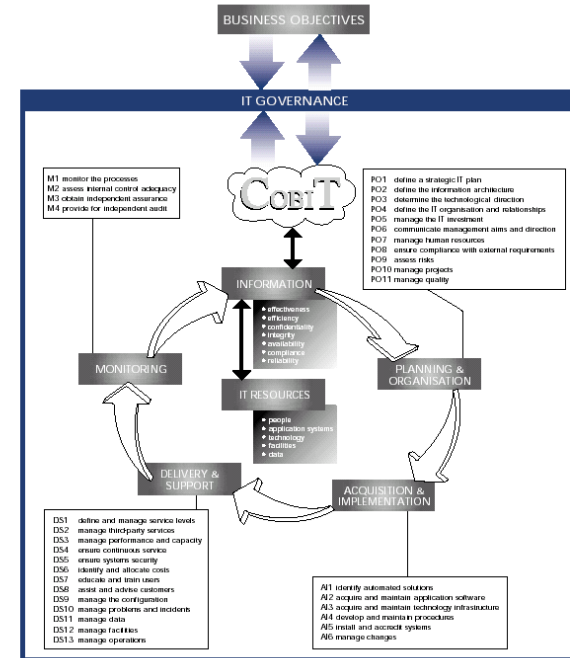 BUSINESS OBJECTIVES
IT GOVERNANCE
COBIT
M1 monitor the processes
M2 assess internal control adequacy
M3 obtain independent assurance
M4 provide for independent audit
PO1 define a strategic IT plan
PO2 define the information architecture
PO3 determine the technological direction
PO4 define the IT organisation and relationships
PO5 manage the IT investment
PO6 communicate management aims and direction
PO7 manage human resources
PO8 ensure compliance with external requirements
PO9 assess risks
PO10 manage projects
PO11 manage quality
INFORMATION
effectiveness
efficiency
confidentiality
integrity
availability
compliance
reliability
MONITORING
PLANNING &
ORGANISATION
IT RESOURCES
people
application systems
technology
facilities
data
DELIVERY &
SUPPORT
ACQUISITION &
IMPLEMENTATION
DS1 define and manage service levels
DS2 manage third-party services
DS3 manage performance and capacity
DS4 ensure continuous service
DS5 ensure systems security
DS6 identify and allocate costs
DS7 educate and train users
DS8 assist and advise customers
DS9 manage the configuration
DS10 manage problems and incidents
DS11 manage data
DS12 manage facilities
DS13 manage operations
AI1 identify automated solutions
AI2 acquire and maintain application software
AI3 acquire and maintain technology infrastructure
AI4 develop and maintain procedures
AI5 install and accredit systems
AI6 manage changes